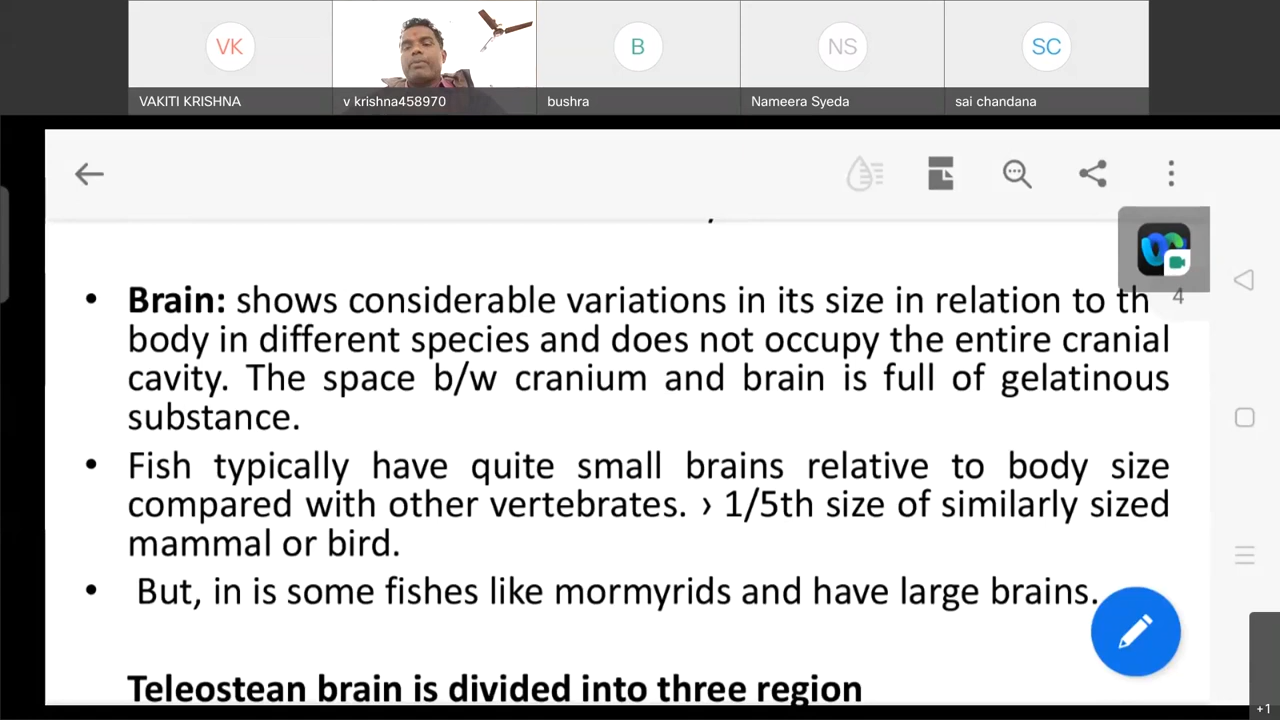 VK
B
NS
SC
VAKITI KRISHNA
v krishna458970
bushra
Nameera Syeda
sai chandana
4
• Brain: shows considerable variations in its size in relation to th
body in different species and does not occupy the entire cranial
cavity. The space b/w cranium and brain is full of gelatinous
substance.
• Fish typically have quite small brains relative to body size
compared with other vertebrates. › 1/5th size of similarly sized
mammal or bird.
• But, in is some fishes like mormyrids and have large brains.
Teleostean brain is divided into three region
+1